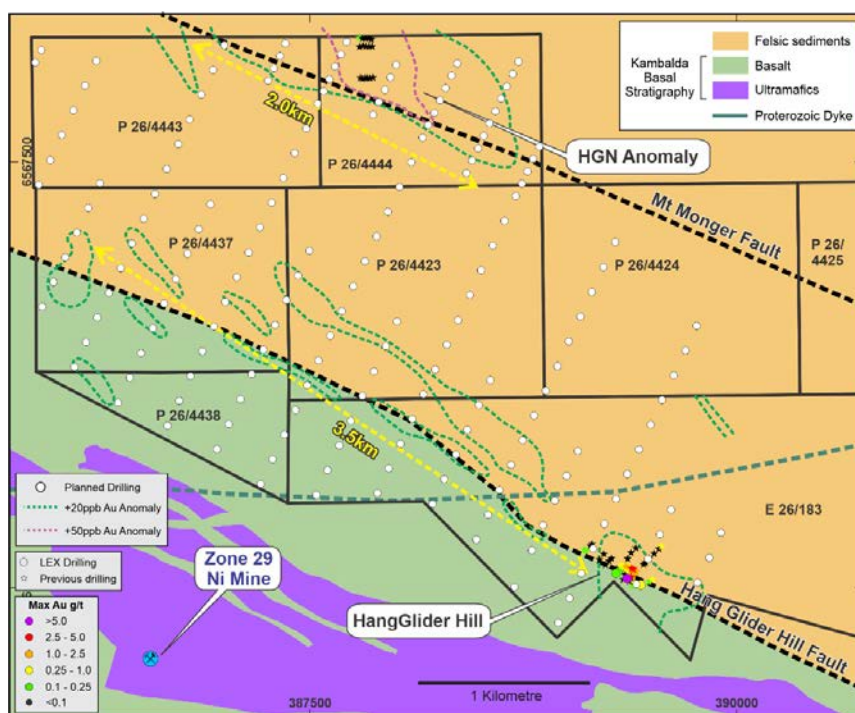 Kambalda
Basal
Stratigraphy
Felsic sediments
Basalt
Ultramafics
Proterozoic Dyke
2.0km
P 26/4443
P 26/4444
HGN Anomaly
6567500
Mt Monger Fault
P 26/
4425
P 26/4437
P 26/4423
P 26/4424
P 26/4438
3.5km
E 26/183
Planned Drilling
+20ppb Au Anomaly
+50ppb Au Anomaly
LEX Drilling
Previous drilling
Max Au g/t
>5.0
2.5 - 5.0
1.0 - 2.5
0.25 - 1.0
0.1 - 0.25
<0.1
Zone 29
Ni Mine
HangGlider Hill
Hang Glider Hill Fault
1 Kilometre
387500
390000